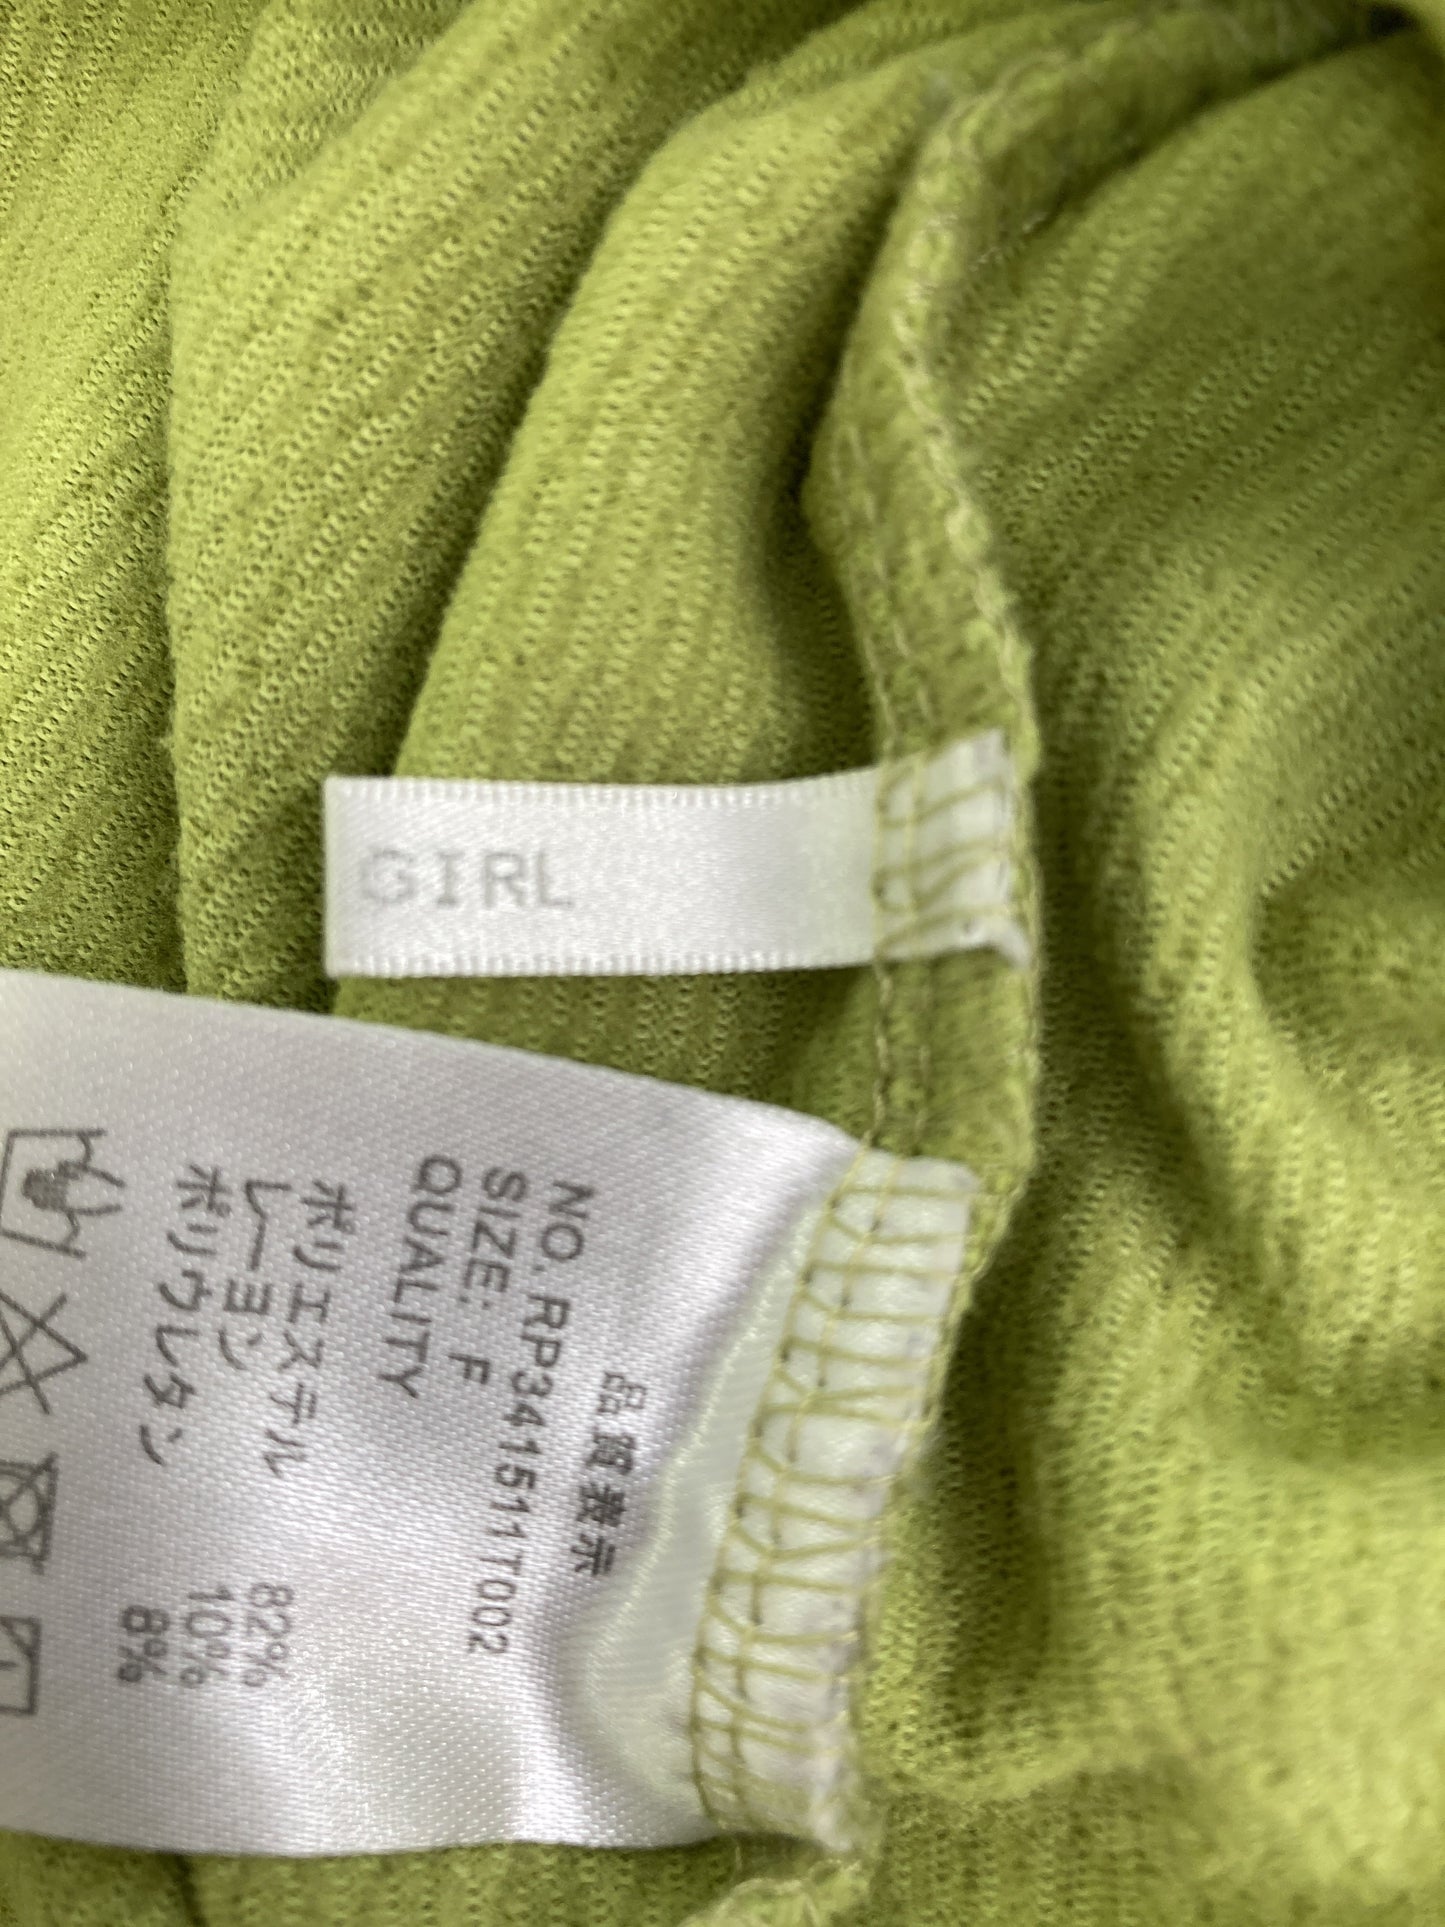 GIRL
品質表示
NO. RP341511T002
SIZE: F
QUALITY
ポリエステル 82%
レーヨン 10%
ポリウレタン 8%